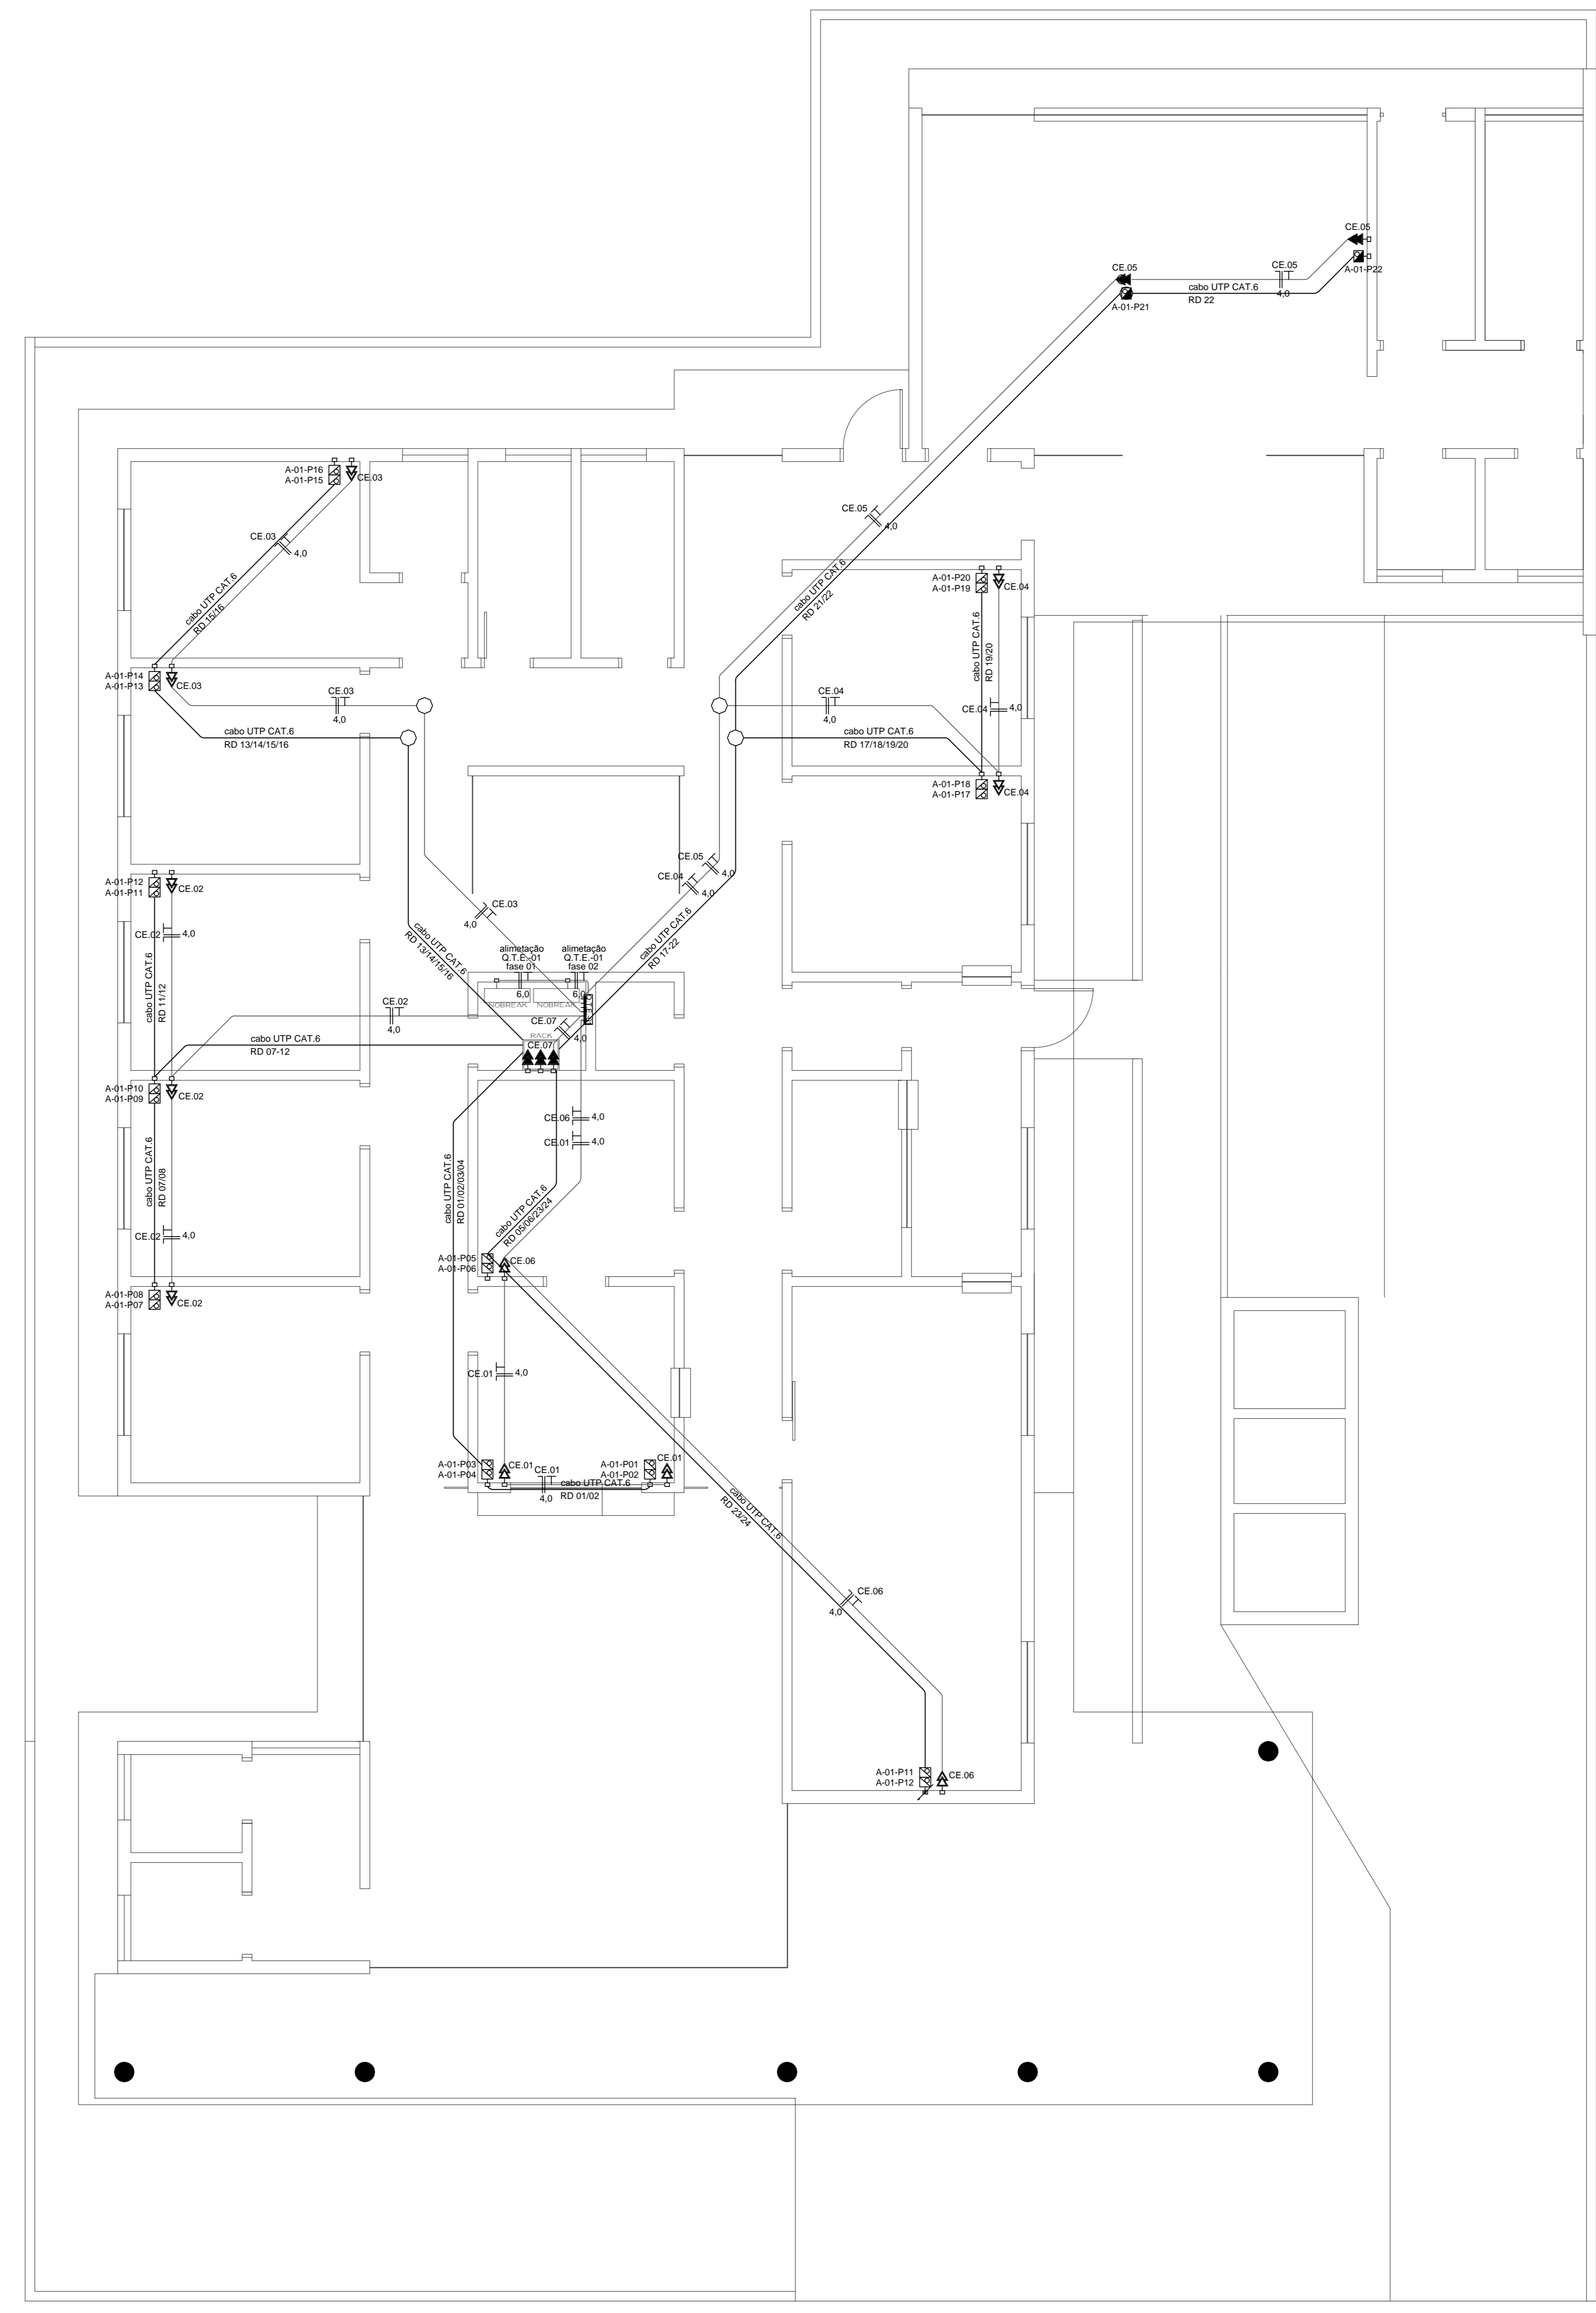 CE.05
A-01-P22
CE.05
CE.05
4,0
cabo UTP CAT.6
RD 22
A-01-P21
A-01-P16
A-01-P15
CE.03
CE.03
4,0
cabo UTP CAT.6
RD 15/16
CE.05
4,0
cabo UTP CAT.6
RD 21/22
A-01-P20
A-01-P19
CE.04
cabo UTP CAT.6
RD 19/20
CE.04
4,0
A-01-P14
A-01-P13
CE.03
CE.03
4,0
cabo UTP CAT.6
RD 13/14/15/16
CE.04
4,0
cabo UTP CAT.6
RD 17/18/19/20
A-01-P18
A-01-P17
CE.04
CE.05
4,0
CE.04
4,0
A-01-P12
A-01-P11
CE.02
CE.02
4,0
cabo UTP CAT.6
RD 11/12
CE.03
4,0
cabo UTP CAT.6
RD 13/14/15/16
cabo UTP CAT.6
RD 17-22
alimetação
Q.T.E.-01
fase 01
alimetação
Q.T.E.-01
fase 02
6,0
6,0
NOBREAK
NOBREAK
CE.02
4,0
CE.07
4,0
RACK
CE.07
cabo UTP CAT.6
RD 07-12
A-01-P10
A-01-P09
CE.02
CE.06
4,0
CE.01
4,0
cabo UTP CAT.6
RD 07/08
CE.02
4,0
cabo UTP CAT.6
RD 01/02/03/04
cabo UTP CAT.6
RD 05/06/23/24
A-01-P05
A-01-P06
CE.06
A-01-P08
A-01-P07
CE.02
CE.01
4,0
A-01-P03
A-01-P04
CE.01
CE.01
4,0
cabo UTP CAT.6
RD 01/02
A-01-P01
A-01-P02
CE.01
cabo UTP CAT.6
RD 23/24
CE.06
4,0
A-01-P11
A-01-P12
CE.06